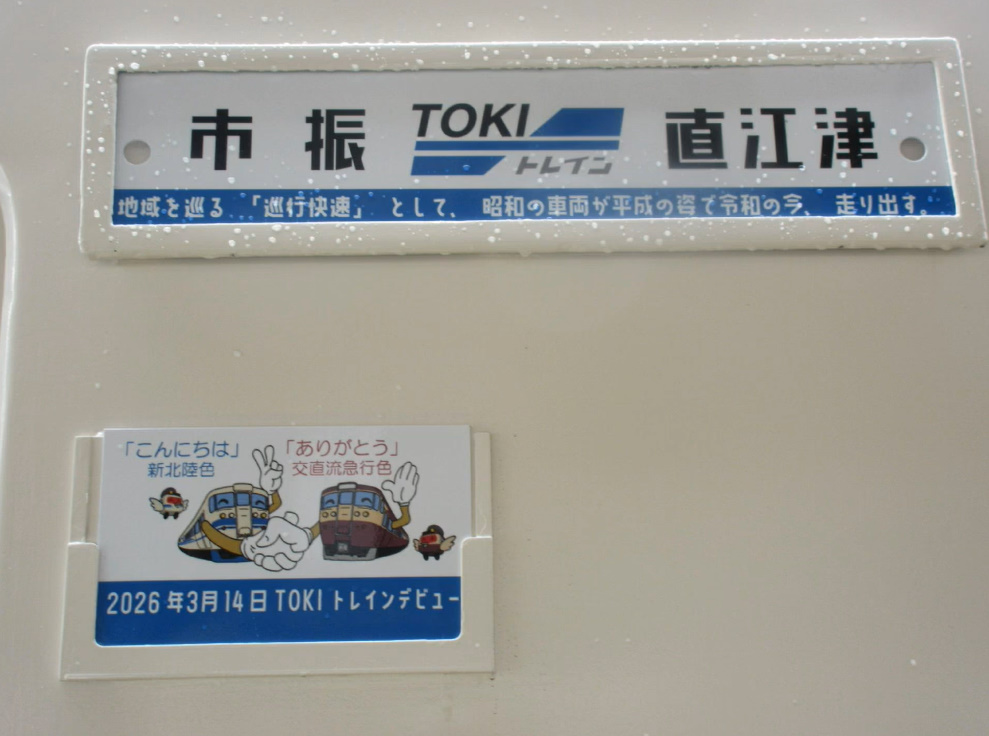 市振 TOKI トレイン 直江津
地域を巡る 「巡行快速」 として、 昭和の車両が平成の姿で令和の今、 走り出す。
「こんにちは」 「ありがとう」
新北陸色 交直流急行色
2026年3月14日TOKIトレインデビュー